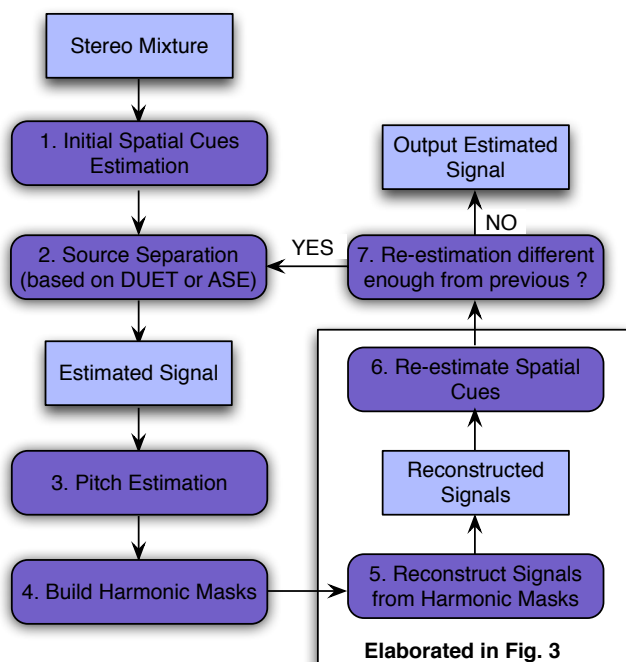 Stereo Mixture
1. Initial Spatial Cues
Estimation
2. Source Separation
(based on DUET or ASE)
Estimated Signal
3. Pitch Estimation
4. Build Harmonic Masks
Output Estimated
Signal
NO
YES
7. Re-estimation different
enough from previous ?
6. Re-estimate Spatial
Cues
Reconstructed
Signals
5. Reconstruct Signals
from Harmonic Masks
Elaborated in Fig. 3